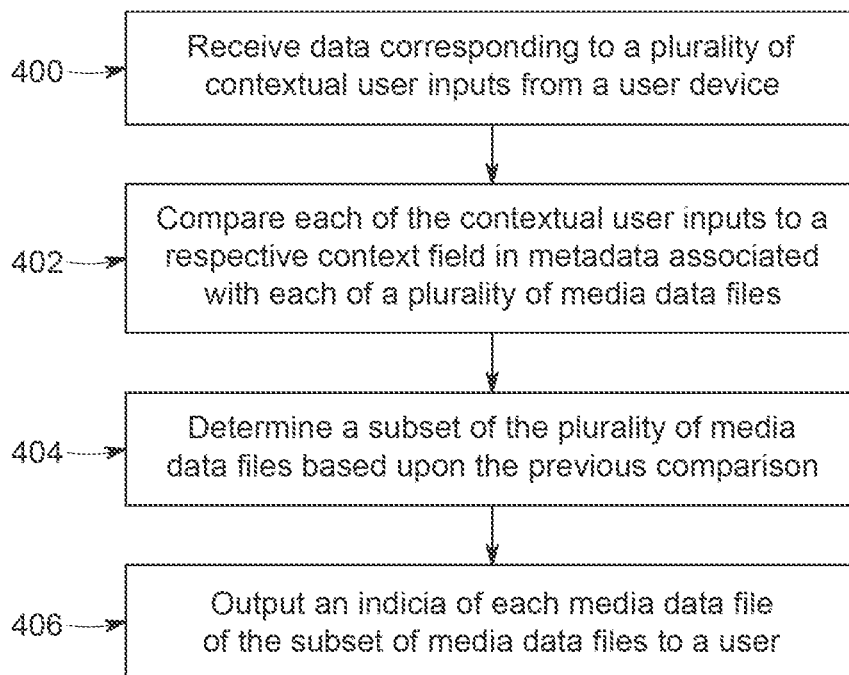 400
Receive data corresponding to a plurality of
contextual user inputs from a user device
402
Compare each of the contextual user inputs to a
respective context field in metadata associated
with each of a plurality of media data files
404
Determine a subset of the plurality of media
data files based upon the previous comparison
406
Output an indicia of each media data file
of the subset of media data files to a user